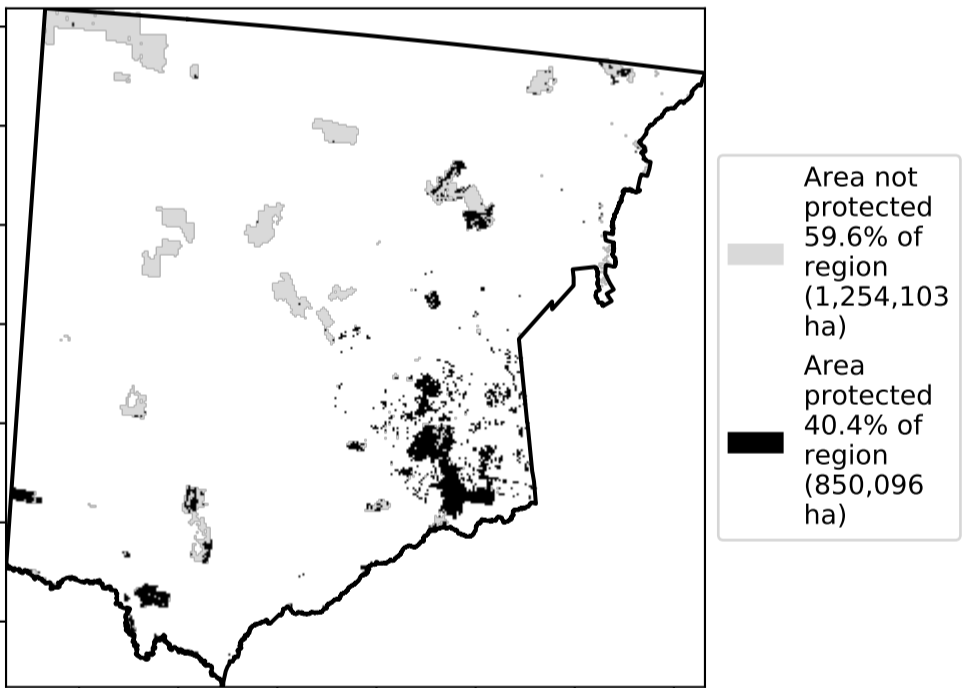 Area not
protected
59.6% of
region
(1,254,103
ha)
Area
protected
40.4% of
region
(850,096
ha)